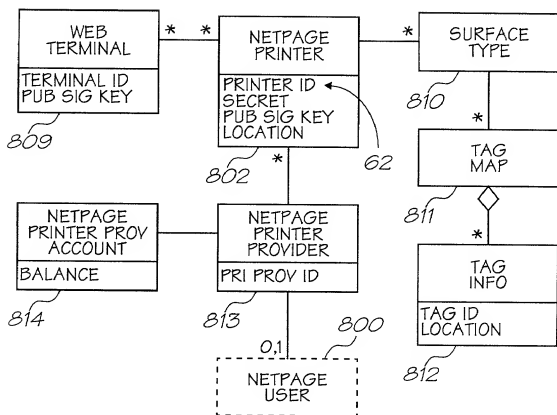 WEB
TERMINAL
TERMINAL ID
PUB SIG KEY
809
*
*
NETPAGE
PRINTER
PRINTER ID
SECRET
PUB SIG KEY
LOCATION
802
62
*
*
SURFACE
TYPE
810
*
TAG
MAP
811
*
TAG
INFO
TAG ID
LOCATION
812
NETPAGE
PRINTER PROV
ACCOUNT
BALANCE
814
NETPAGE
PRINTER
PROVIDER
PRI PROV ID
813
800
0,1
NETPAGE
USER